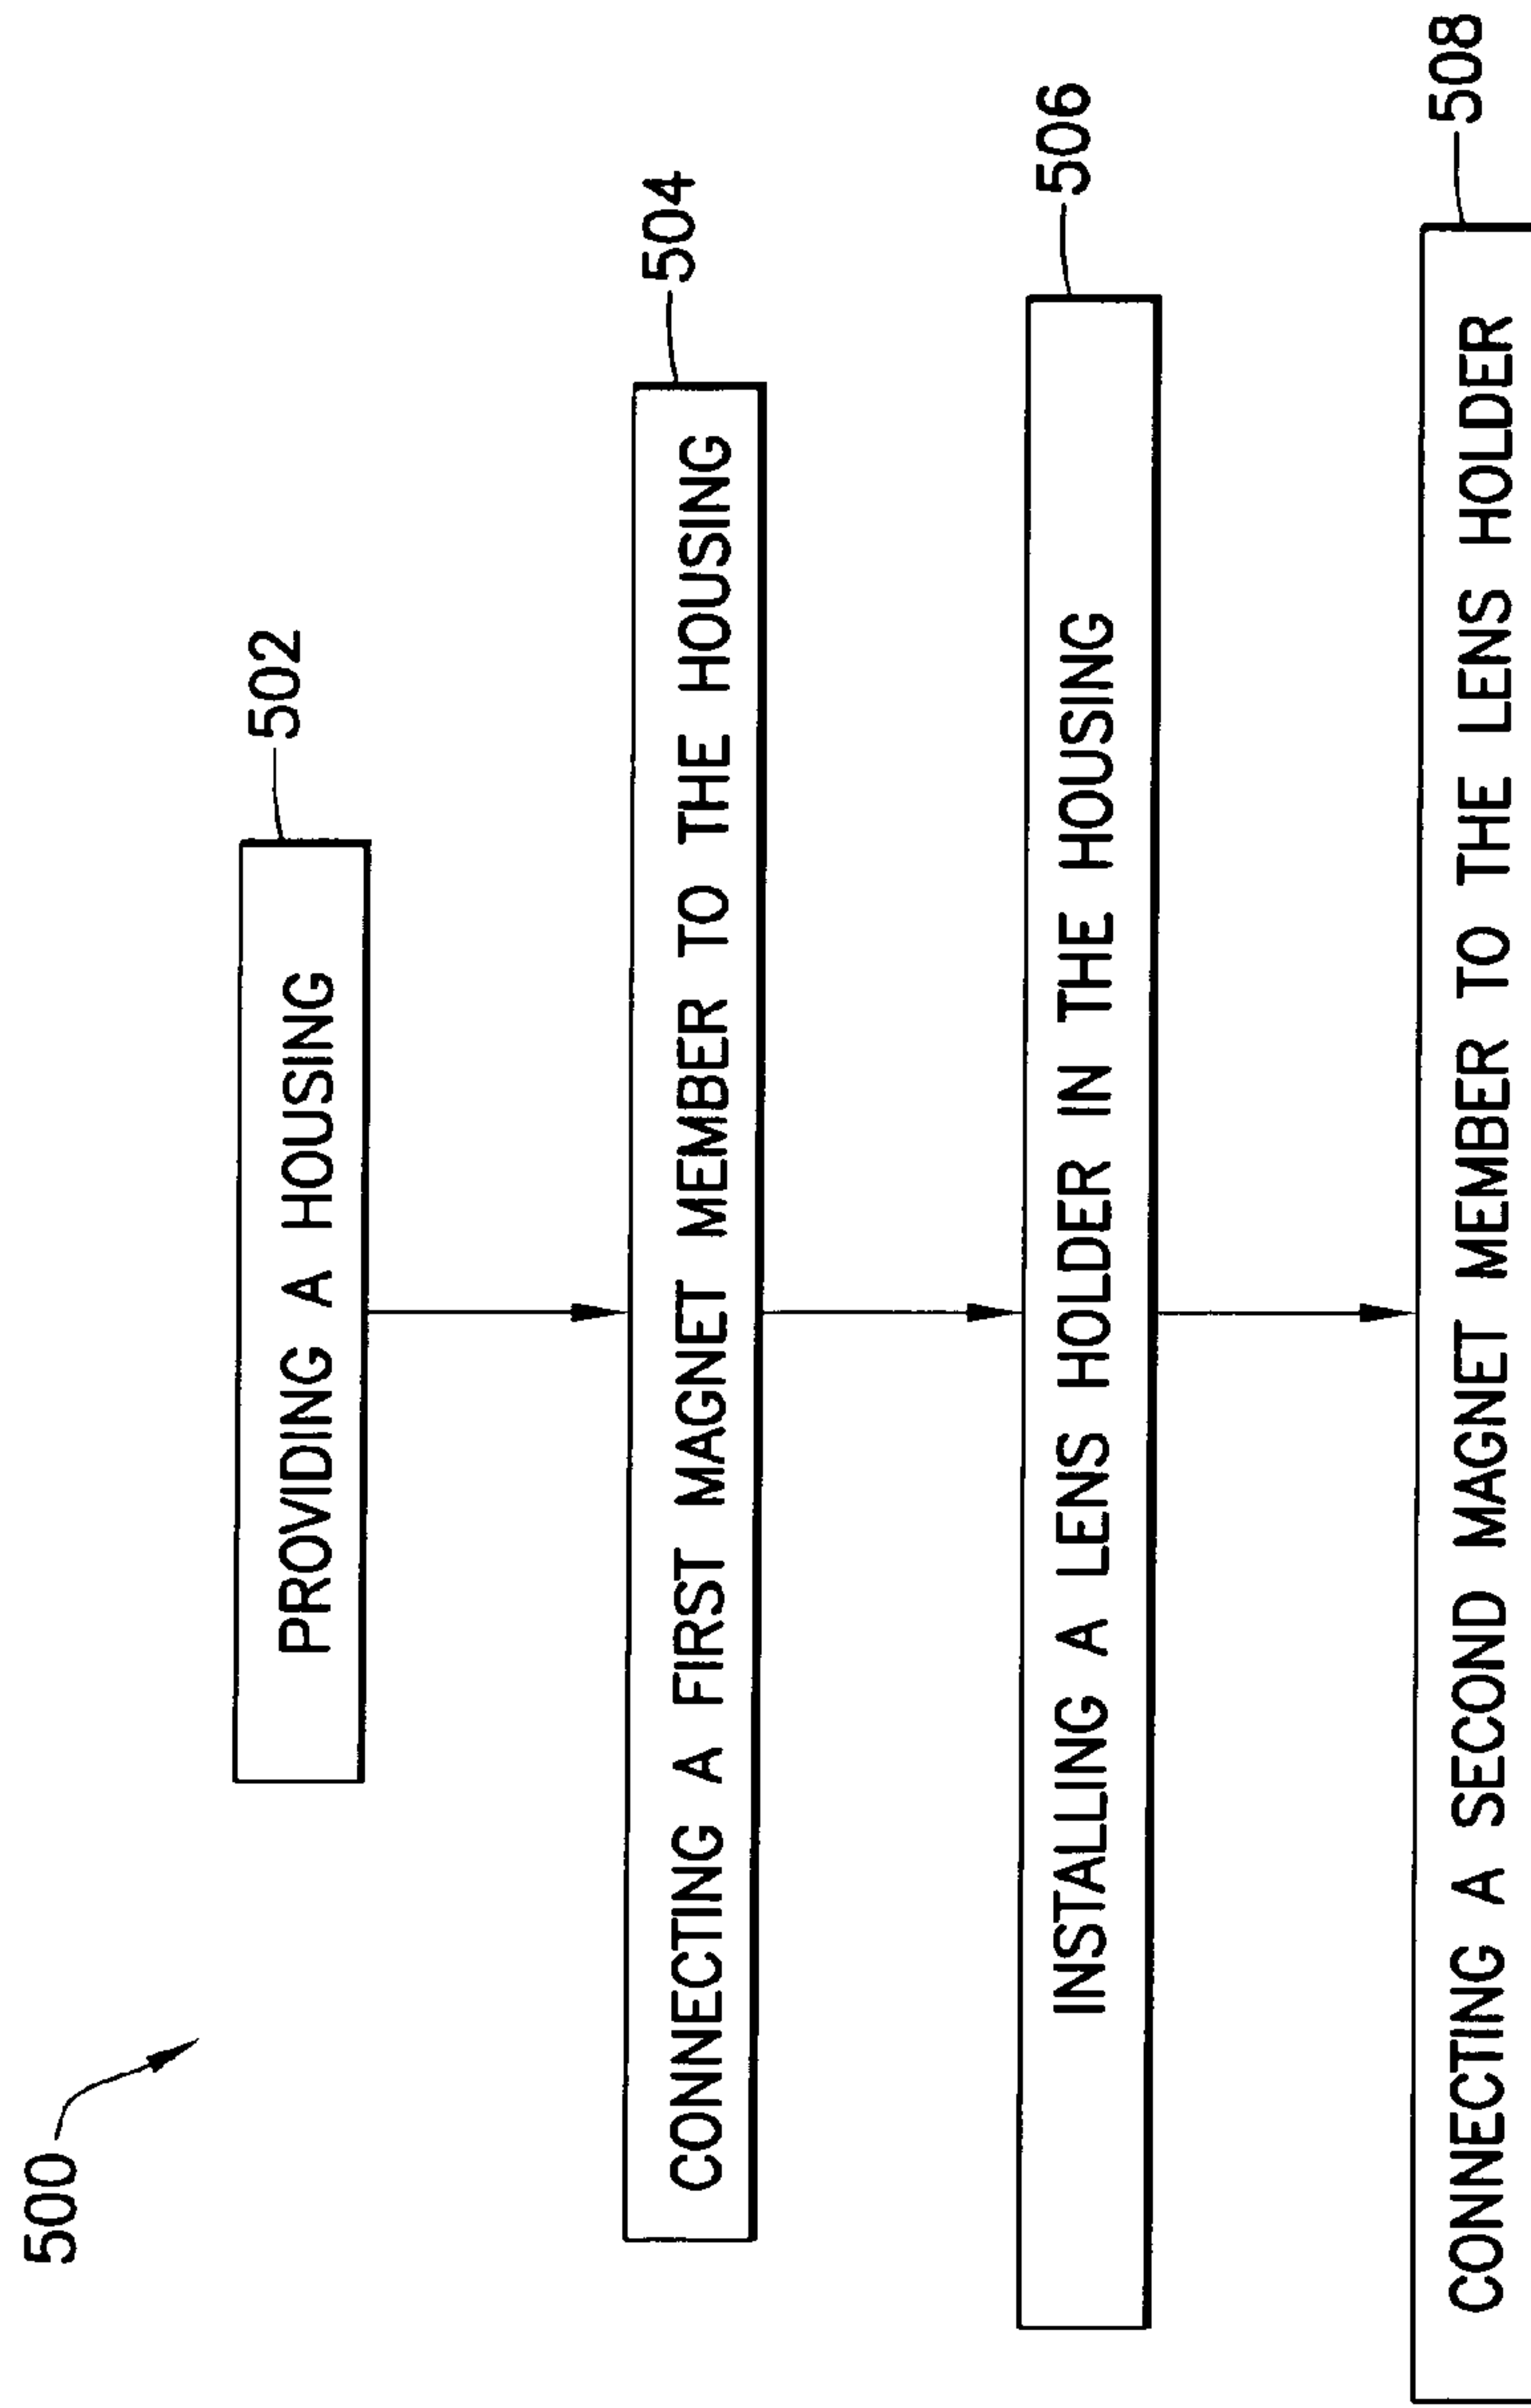 500
PROVIDING A HOUSING
502
CONNECTING A FIRST MAGNET MEMBER TO THE HOUSING
504
INSTALLING A LENS HOLDER IN THE HOUSING
506
CONNECTING A SECOND MAGNET MEMBER TO THE LENS HOLDER
508